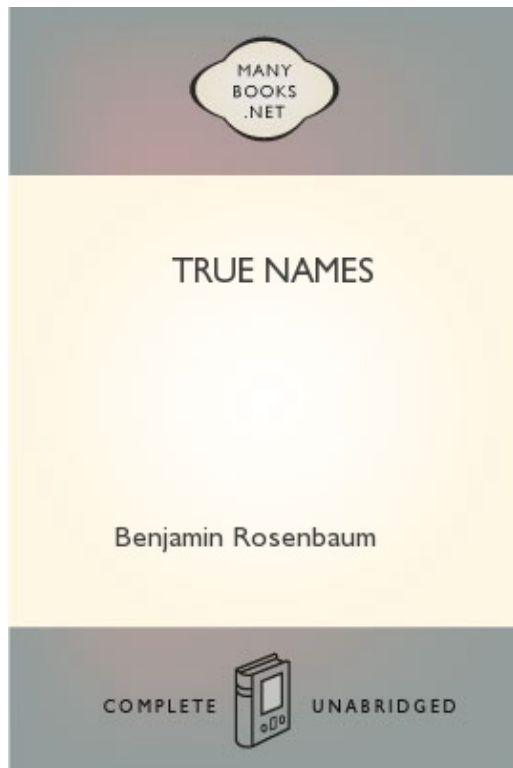 MANY
BOOKS
.NET
TRUE NAMES
Benjamin Rosenbaum
COMPLETE UNABRIDGED